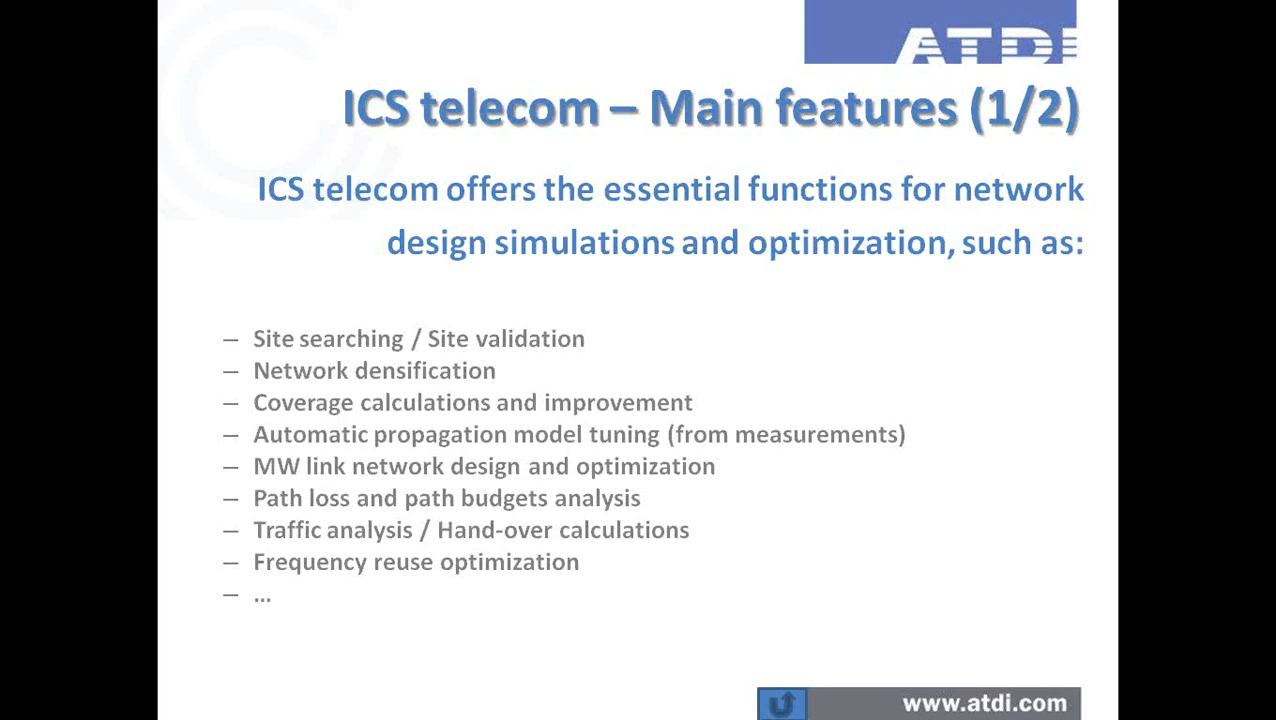 ATDI
ICS telecom – Main features (1/2)
ICS telecom offers the essential functions for network
design simulations and optimization, such as:
– Site searching / Site validation
– Network densification
– Coverage calculations and improvement
– Automatic propagation model tuning (from measurements)
– MW link network design and optimization
– Path loss and path budgets analysis
– Traffic analysis / Hand-over calculations
– Frequency reuse optimization
– …
www.atdi.com